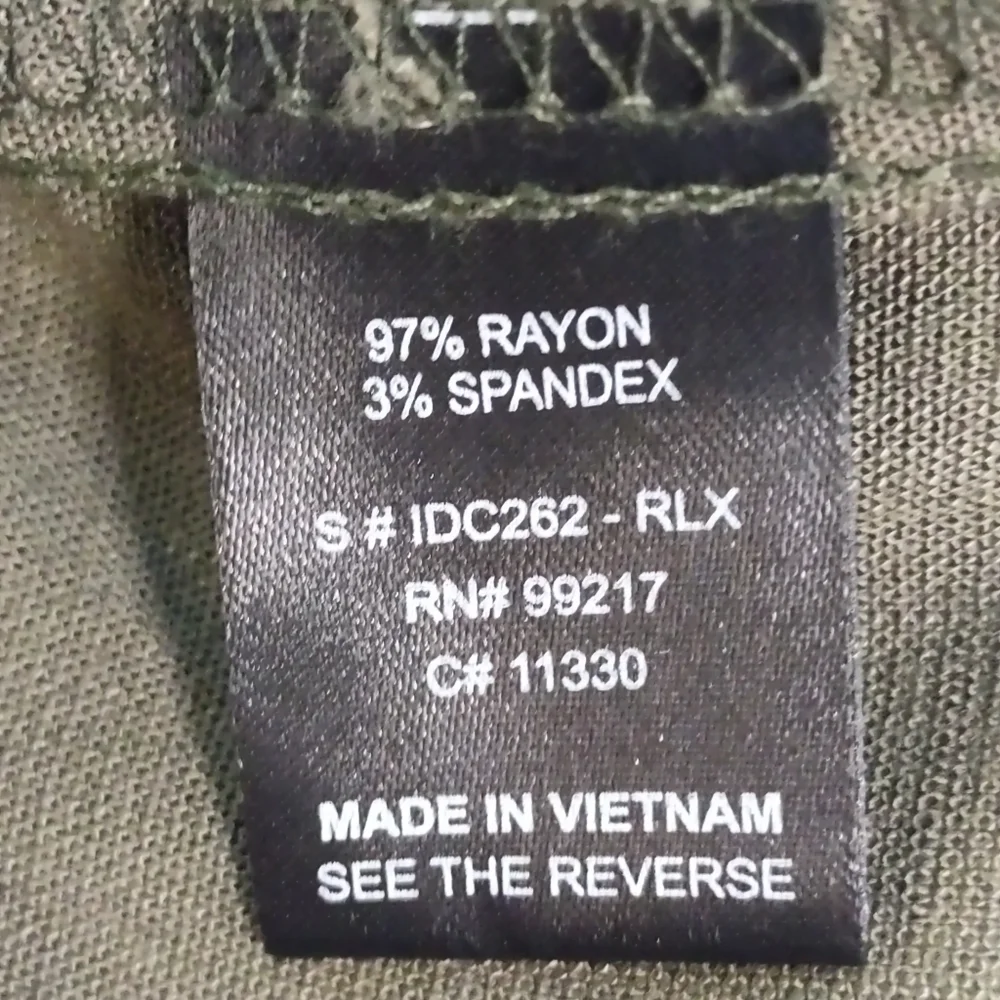 97% RAYON
3% SPANDEX
S # IDC262 - RLX
RN# 99217
C# 11330
MADE IN VIETNAM
SEE THE REVERSE